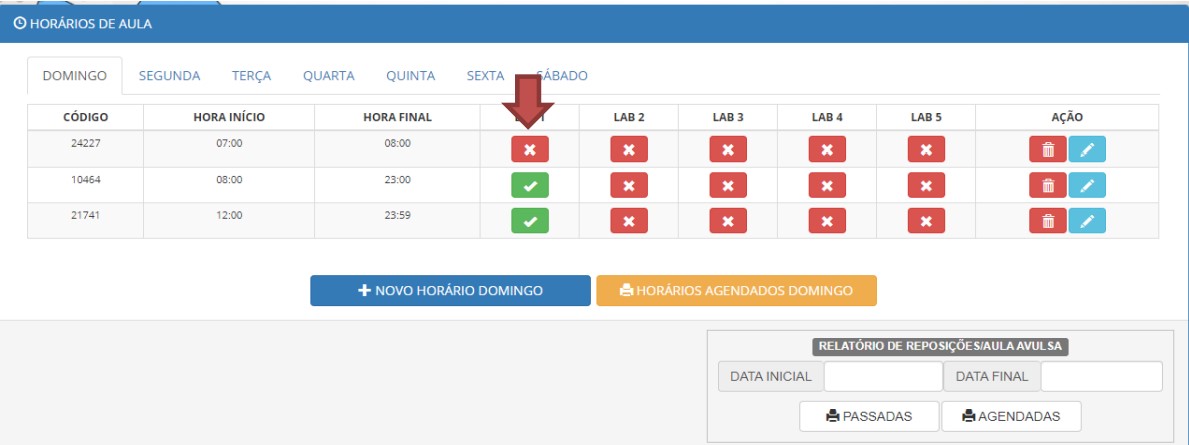 HORÁRIOS DE AULA
DOMINGO SEGUNDA TERÇA QUARTA QUINTA SEXTA SÁBADO
CÓDIGO HORA INÍCIO HORA FINAL LAB 2 LAB 3 LAB 4 LAB 5 AÇÃO
24227 07:00 08:00
10464 08:00 23:00
21741 12:00 23:59
NOVO HORÁRIO DOMINGO HORÁRIOS AGENDADOS DOMINGO
RELATÓRIO DE REPOSIÇÕES/AULA AVULSA
DATA INICIAL DATA FINAL
PASSADAS AGENDADAS